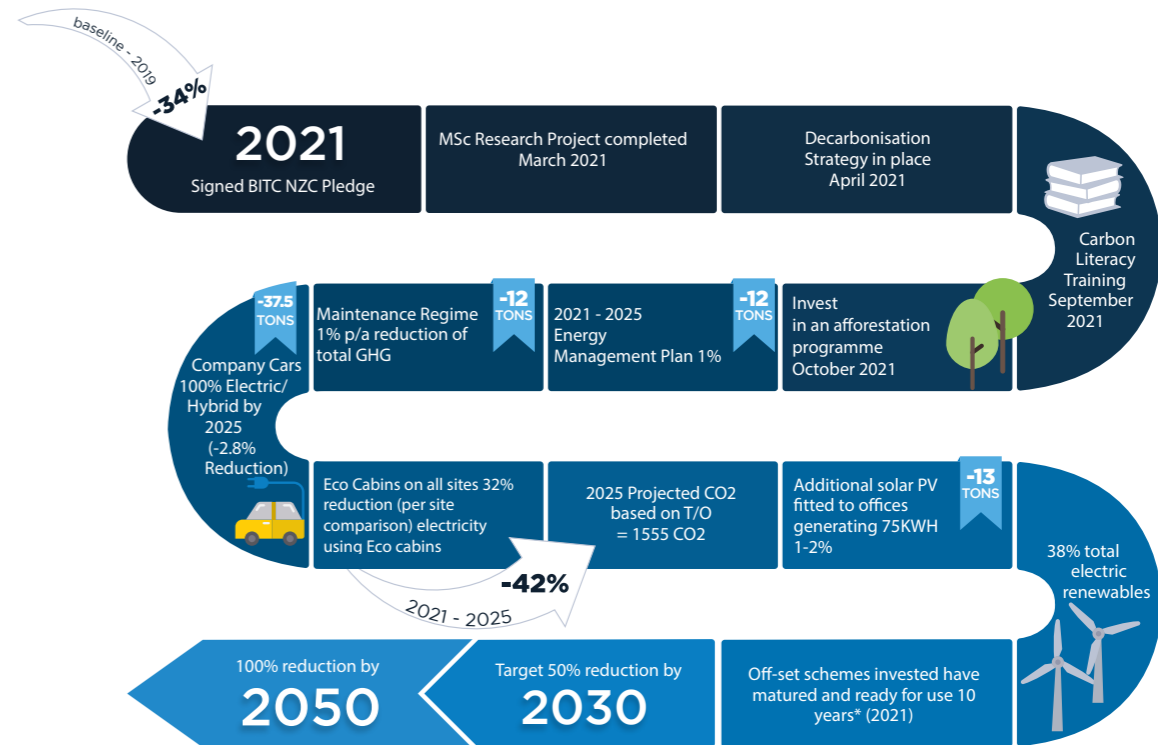 baseline - 2019
-34%
2021
Signed BITC NZC Pledge
MSc Research Project completed
March 2021
Decarbonisation
Strategy in place
April 2021
Carbon
Literacy
Training
September
2021
Invest
in an afforestation
programme
October 2021
-12
TONS
2021 - 2025
Energy
Management Plan 1%
-12
TONS
Maintenance Regime
1% p/a reduction of
total GHG
-37.5
TONS
Company Cars
100% Electric/
Hybrid by
2025
(-2.8%
Reduction)
Eco Cabins on all sites 32%
reduction (per site
comparison) electricity
using Eco cabins
-42%
2021 - 2025
2025 Projected CO2
based on T/O
= 1555 CO2
Additional solar PV
fitted to offices
generating 75KWH
1-2%
-13
TONS
38% total
electric
renewables
Off-set schemes invested have
matured and ready for use 10
years* (2021)
Target 50% reduction by
2030
100% reduction by
2050